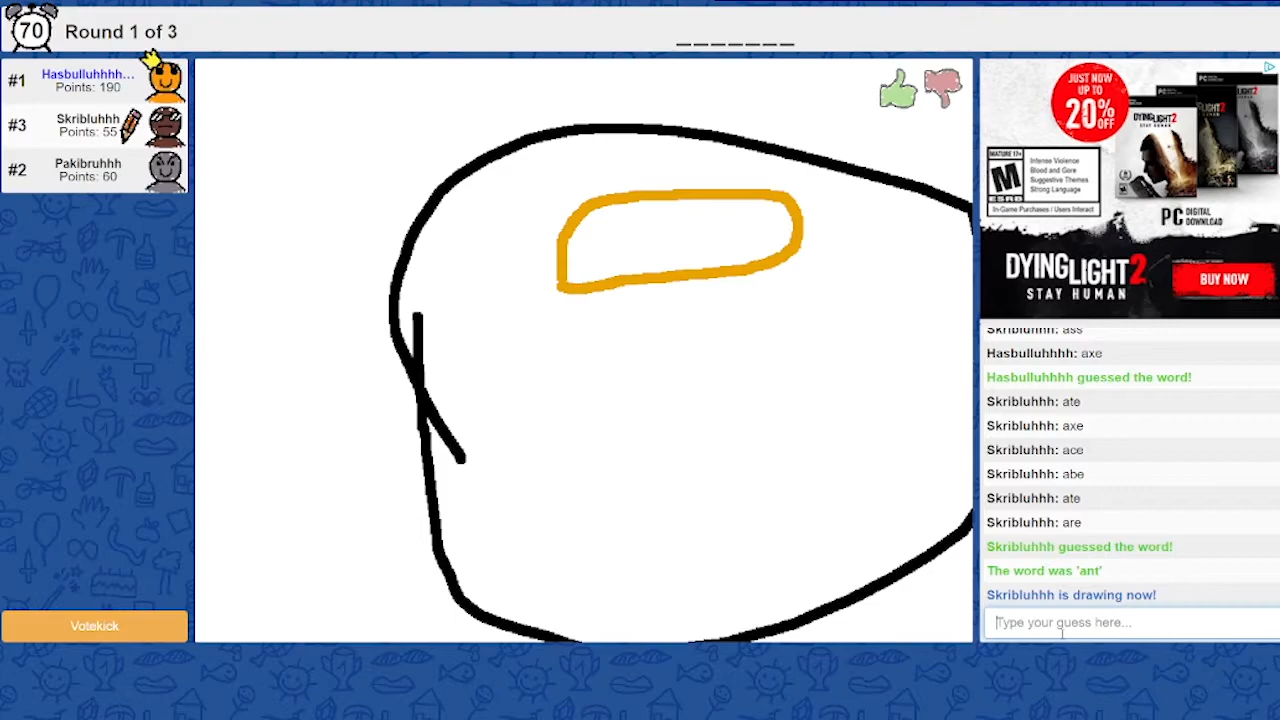 70 Round 1 of 3
_ _ _ _ _ _ _
#1 Hasbulluhhhh...
Points: 190
#3 Skribluhhh
Points: 55
#2 Pakibruhhh
Points: 60
Votekick
JUST NOW
UP TO
20%
OFF
MATURE 17+
M
ESRB
Intense Violence
Blood and Gore
Suggestive Themes
Strong Language
In-Game Purchases / Users Interact
PC DIGITAL
DOWNLOAD
DYING LIGHT 2
STAY HUMAN
BUY NOW
Skribluhhh: ass
Hasbulluhhhh: axe
Hasbulluhhhh guessed the word!
Skribluhhh: ate
Skribluhhh: axe
Skribluhhh: ace
Skribluhhh: abe
Skribluhhh: ate
Skribluhhh: are
Skribluhhh guessed the word!
The word was 'ant'
Skribluhhh is drawing now!
Type your guess here...